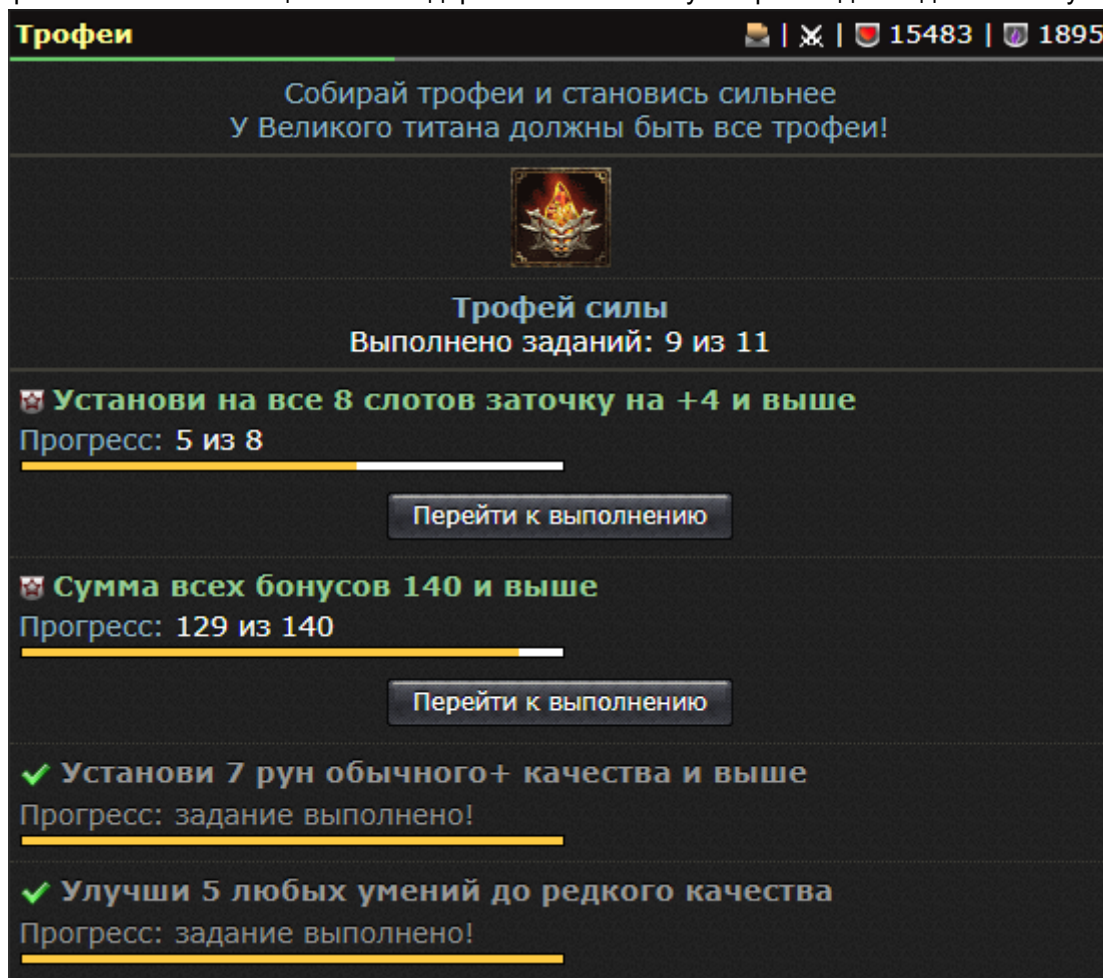 Трофеи | | 15483 | 1895
Собирай трофеи и становись сильнее
У Великого титана должны быть все трофеи!
Трофей силы
Выполнено заданий: 9 из 11
Установи на все 8 слотов заточку на +4 и выше
Прогресс: 5 из 8
Перейти к выполнению
Сумма всех бонусов 140 и выше
Прогресс: 129 из 140
Перейти к выполнению
Установи 7 рун обычного+ качества и выше
Прогресс: задание выполнено!
Улучши 5 любых умений до редкого качества
Прогресс: задание выполнено!